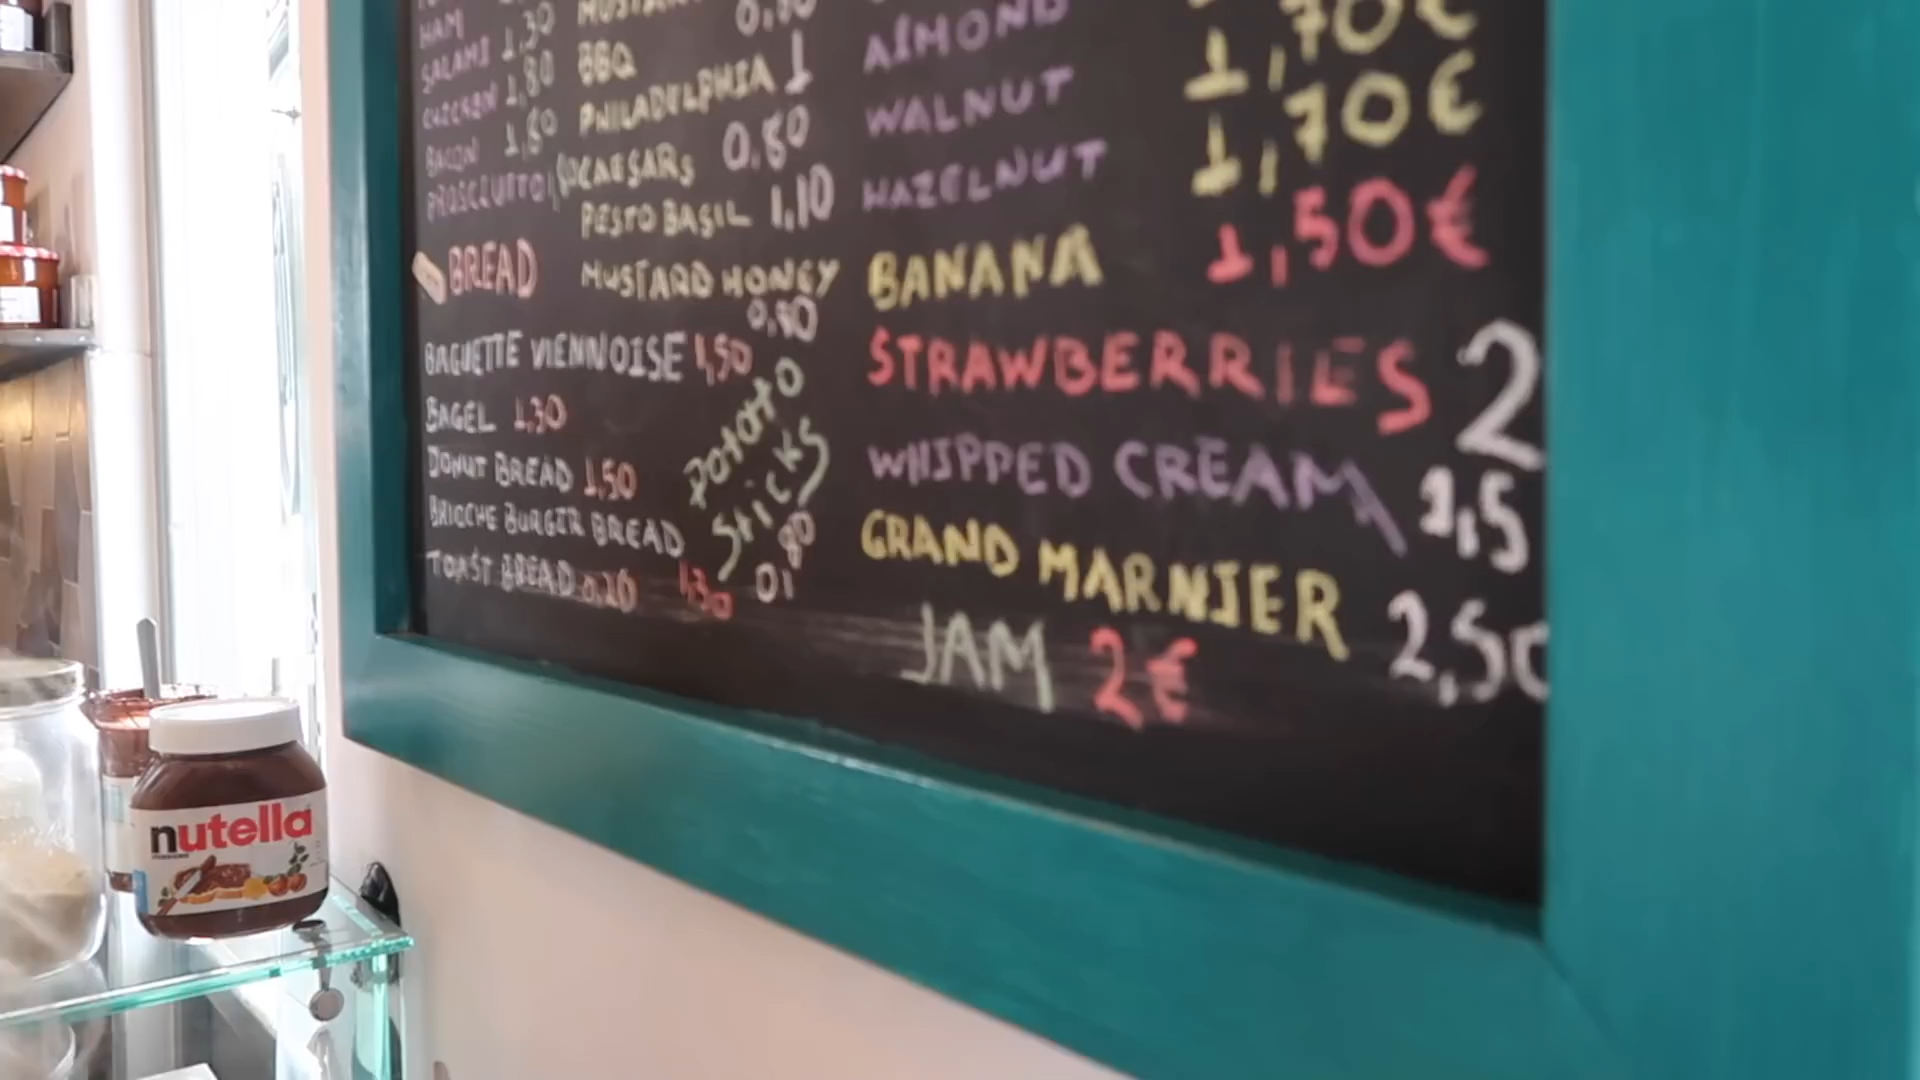 HAM 1,30
SALAMI 1,80
CHICKEN 1,80
BACON
PROSCIUTTO
BREAD
BAGUETTE VIENNOISE 1,50
BAGEL 1,30
DONUT BREAD 1,50
BRIOCHE BURGER BREAD 1,30
TOAST BREAD 0,20
BBQ
PHILADELPHIA 1
CAESARS 0.80
PESTO BASIL 1,10
MUSTARD HONEY
POTATO
STICKS
0,80
ALMOND 1,70€
WALNUT 1,70€
HAZELNUT
BANANA 1,50€
STRAWBERRIES 2
WHIPPED CREAM 1,5
GRAND MARNIER 2,50
JAM 2€
nutella